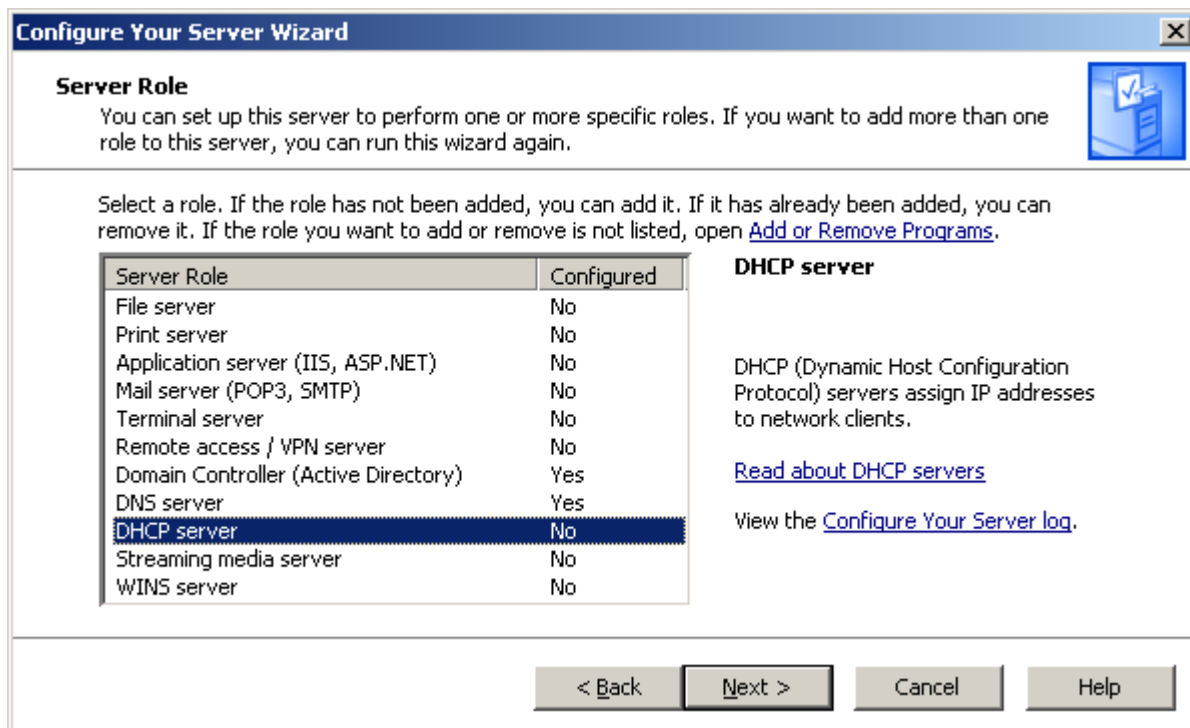 Configure Your Server Wizard
Server Role
You can set up this server to perform one or more specific roles. If you want to add more than one
role to this server, you can run this wizard again.
Select a role. If the role has not been added, you can add it. If it has already been added, you can
remove it. If the role you want to add or remove is not listed, open Add or Remove Programs.
Server Role Configured
File server No
Print server No
Application server (IIS, ASP.NET) No
Mail server (POP3, SMTP) No
Terminal server No
Remote access / VPN server No
Domain Controller (Active Directory) Yes
DNS server Yes
DHCP server No
Streaming media server No
WINS server No
DHCP server
DHCP (Dynamic Host Configuration
Protocol) servers assign IP addresses
to network clients.
Read about DHCP servers
View the Configure Your Server log.
< Back Next > Cancel Help